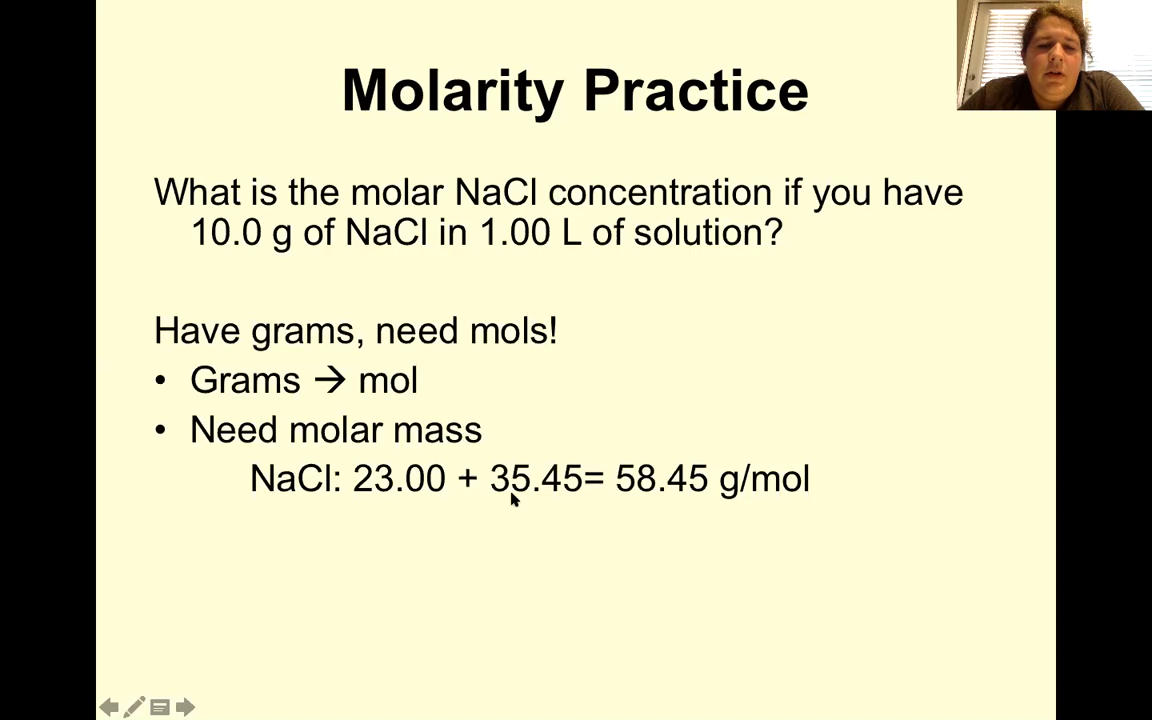 Molarity Practice
What is the molar NaCl concentration if you have
10.0 g of NaCl in 1.00 L of solution?
Have grams, need mols!
• Grams → mol
• Need molar mass
NaCl: 23.00 + 35.45= 58.45 g/mol